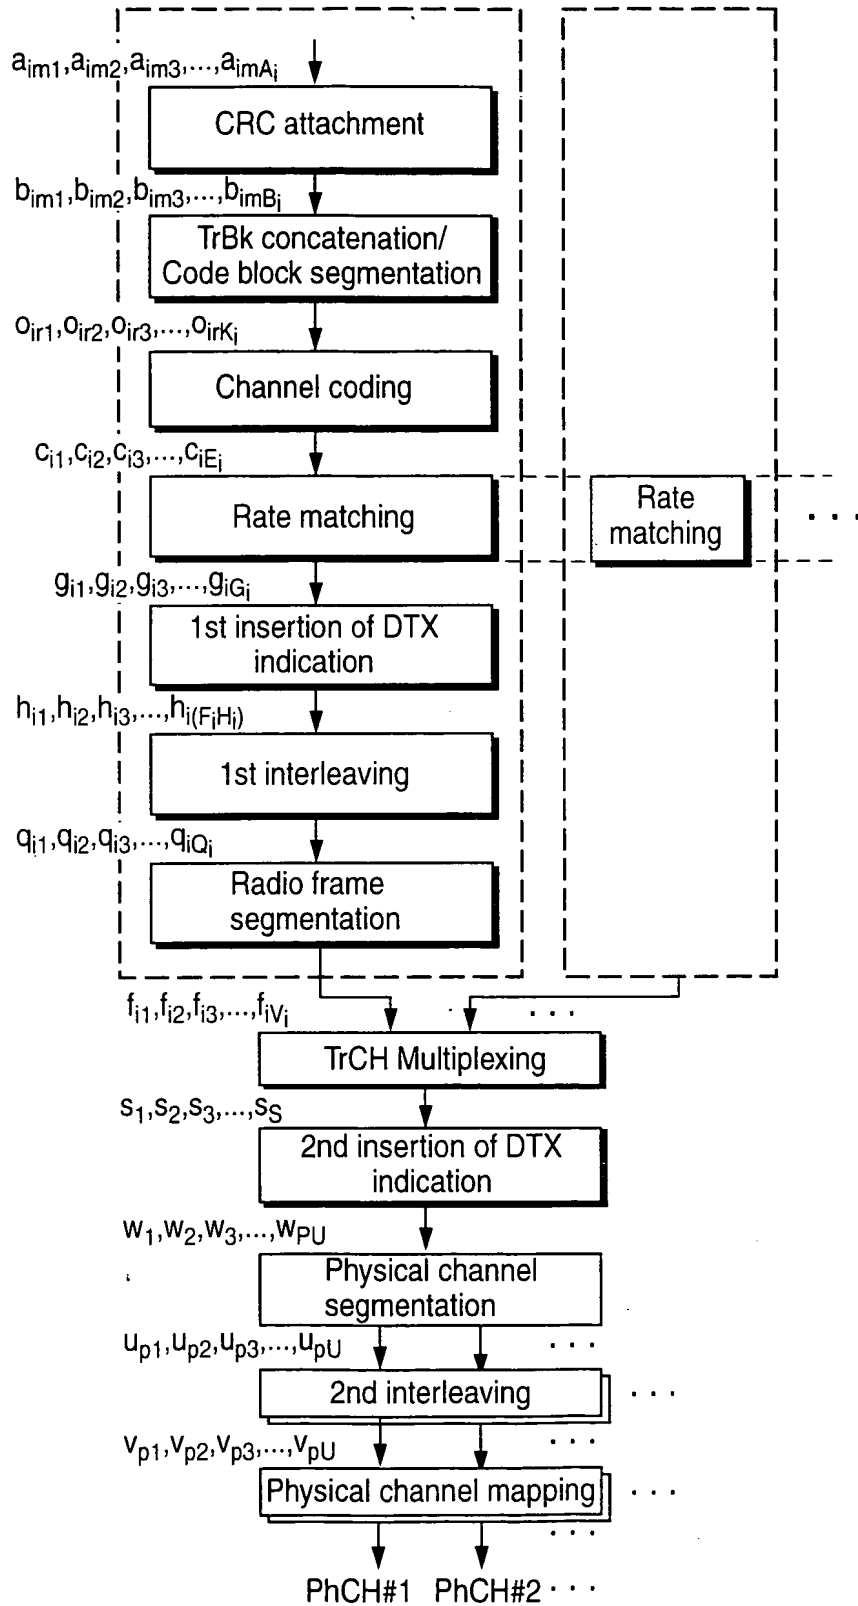 a_im1,a_im2,a_im3,...,a_imA_i
CRC attachment
b_im1,b_im2,b_im3,...,b_imB_i
TrBk concatenation/
Code block segmentation
o_ir1,o_ir2,o_ir3,...,o_irK_i
Channel coding
c_i1,c_i2,c_i3,...,c_iE_i
Rate matching
Rate
matching
. . .
g_i1,g_i2,g_i3,...,g_iG_i
1st insertion of DTX
indication
h_i1,h_i2,h_i3,...,h_i(F_iH_i)
1st interleaving
q_i1,q_i2,q_i3,...,q_iQ_i
Radio frame
segmentation
f_i1,f_i2,f_i3,...,f_iV_i
. . .
TrCH Multiplexing
s_1,s_2,s_3,...,s_S
2nd insertion of DTX
indication
w_1,w_2,w_3,...,w_PU
Physical channel
segmentation
u_p1,u_p2,u_p3,...,u_pU
. . .
2nd interleaving
. . .
v_p1,v_p2,v_p3,...,v_pU
. . .
Physical channel mapping
. . .
. . .
PhCH#1 PhCH#2 . . .